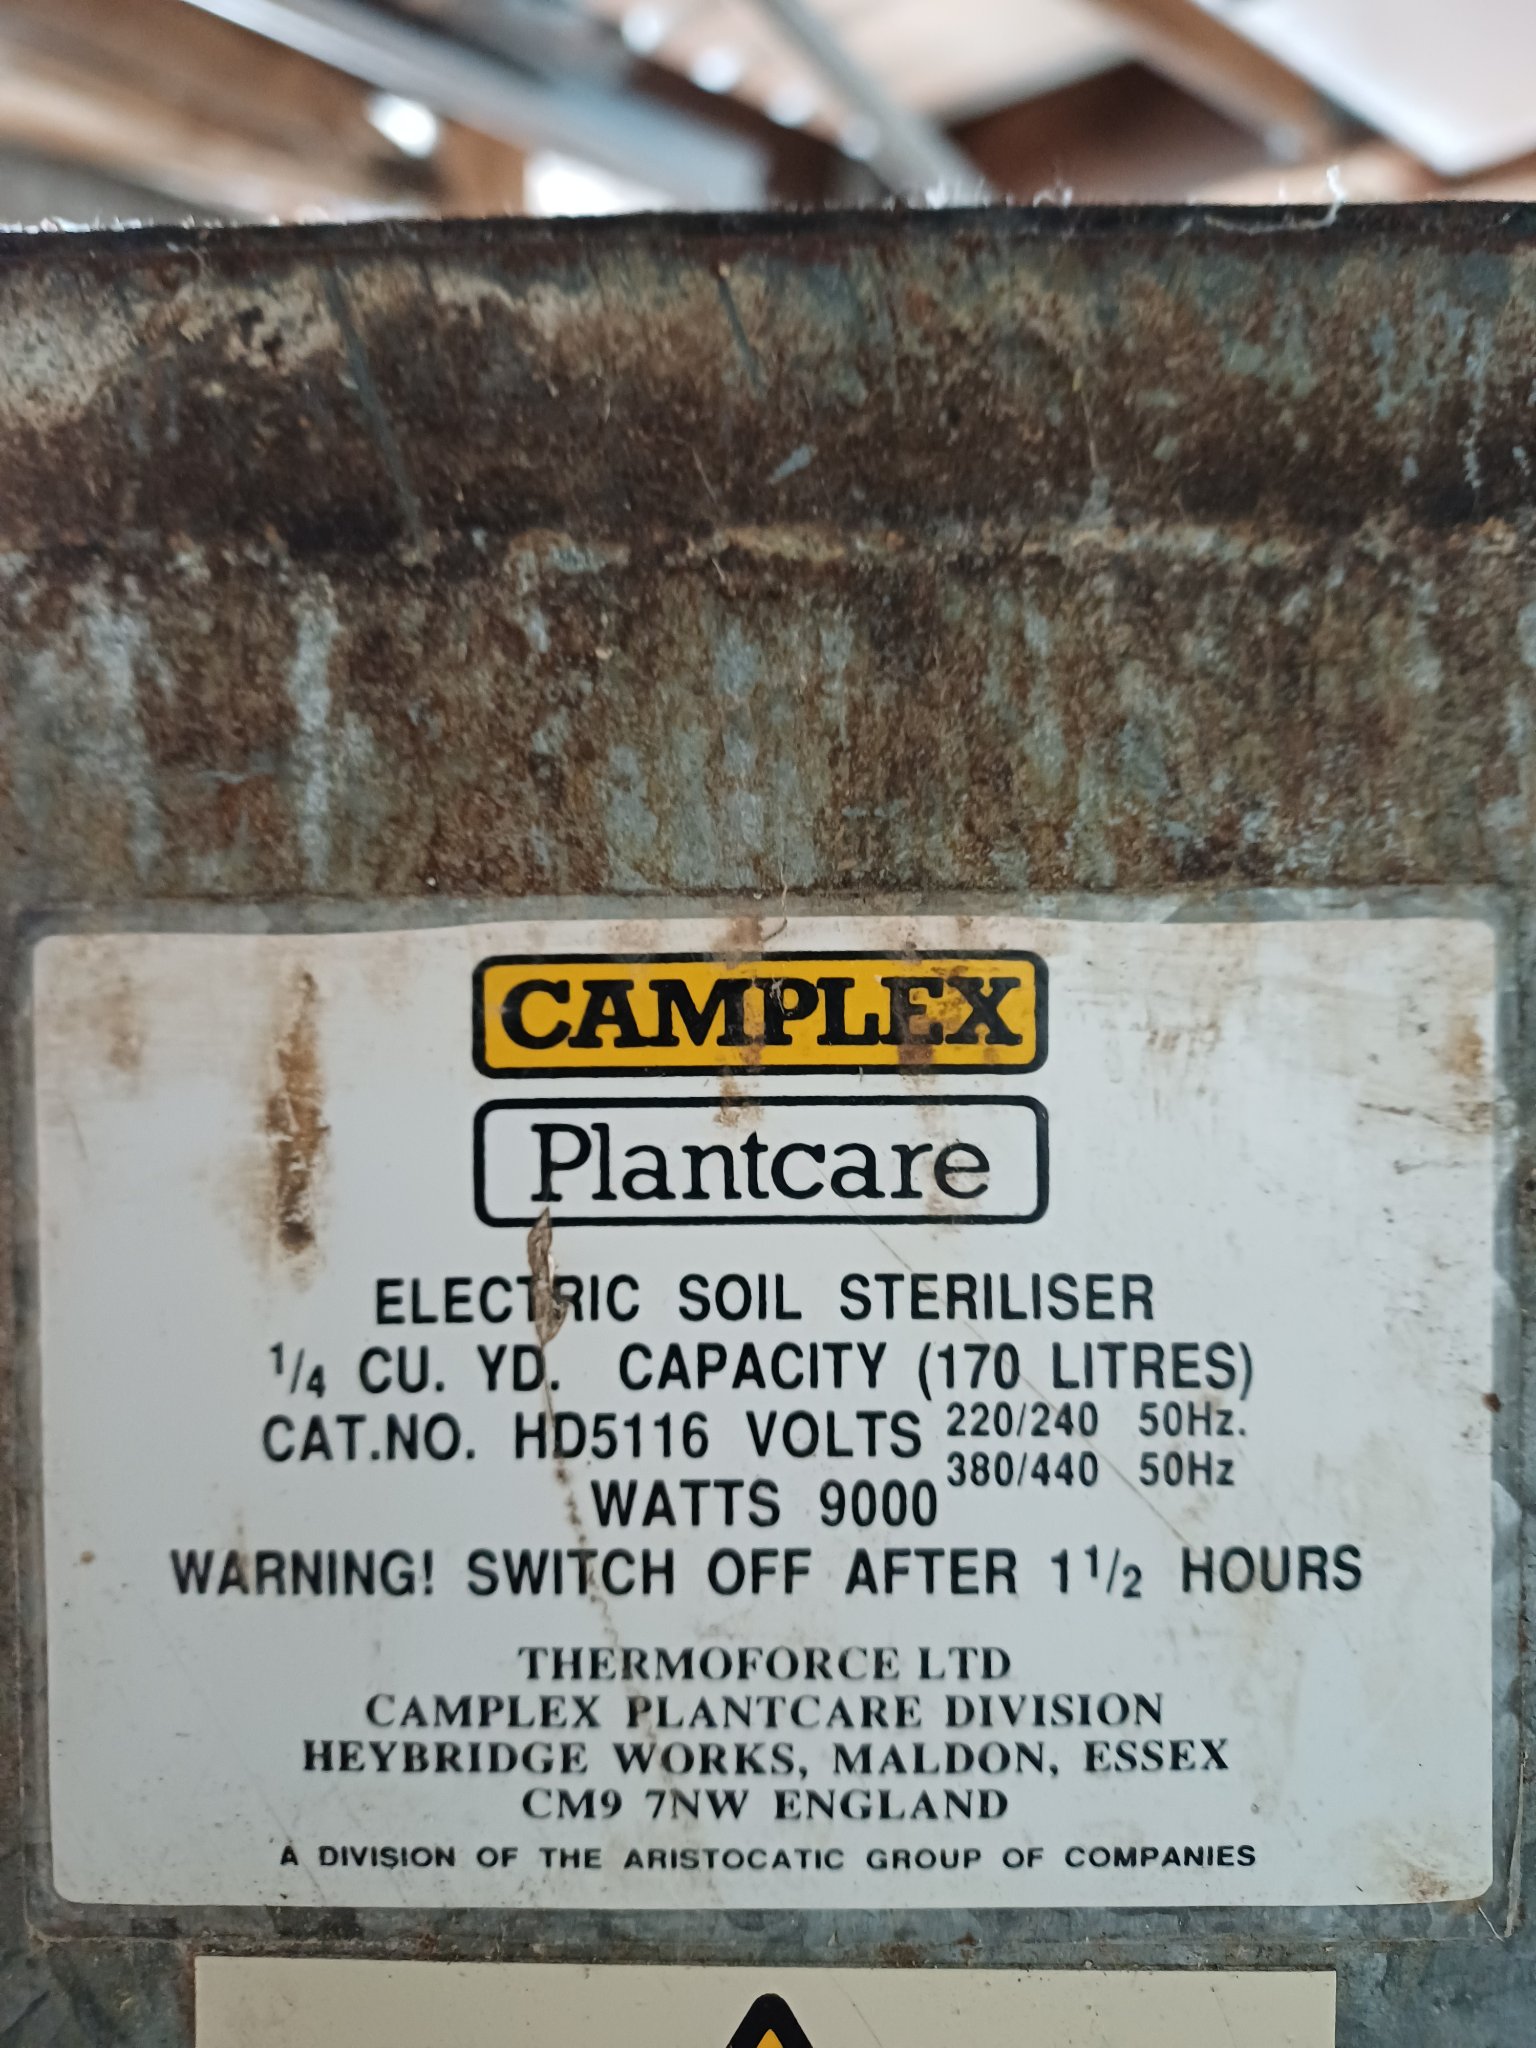 CAMPLEX
Plantcare
ELECTRIC SOIL STERILISER
1/4 CU. YD. CAPACITY (170 LITRES)
CAT.NO. HD5116 VOLTS 220/240 50Hz.
380/440 50Hz
WATTS 9000
WARNING! SWITCH OFF AFTER 1 1/2 HOURS
THERMOFORCE LTD
CAMPLEX PLANTCARE DIVISION
HEYBRIDGE WORKS, MALDON, ESSEX
CM9 7NW ENGLAND
A DIVISION OF THE ARISTOCATIC GROUP OF COMPANIES